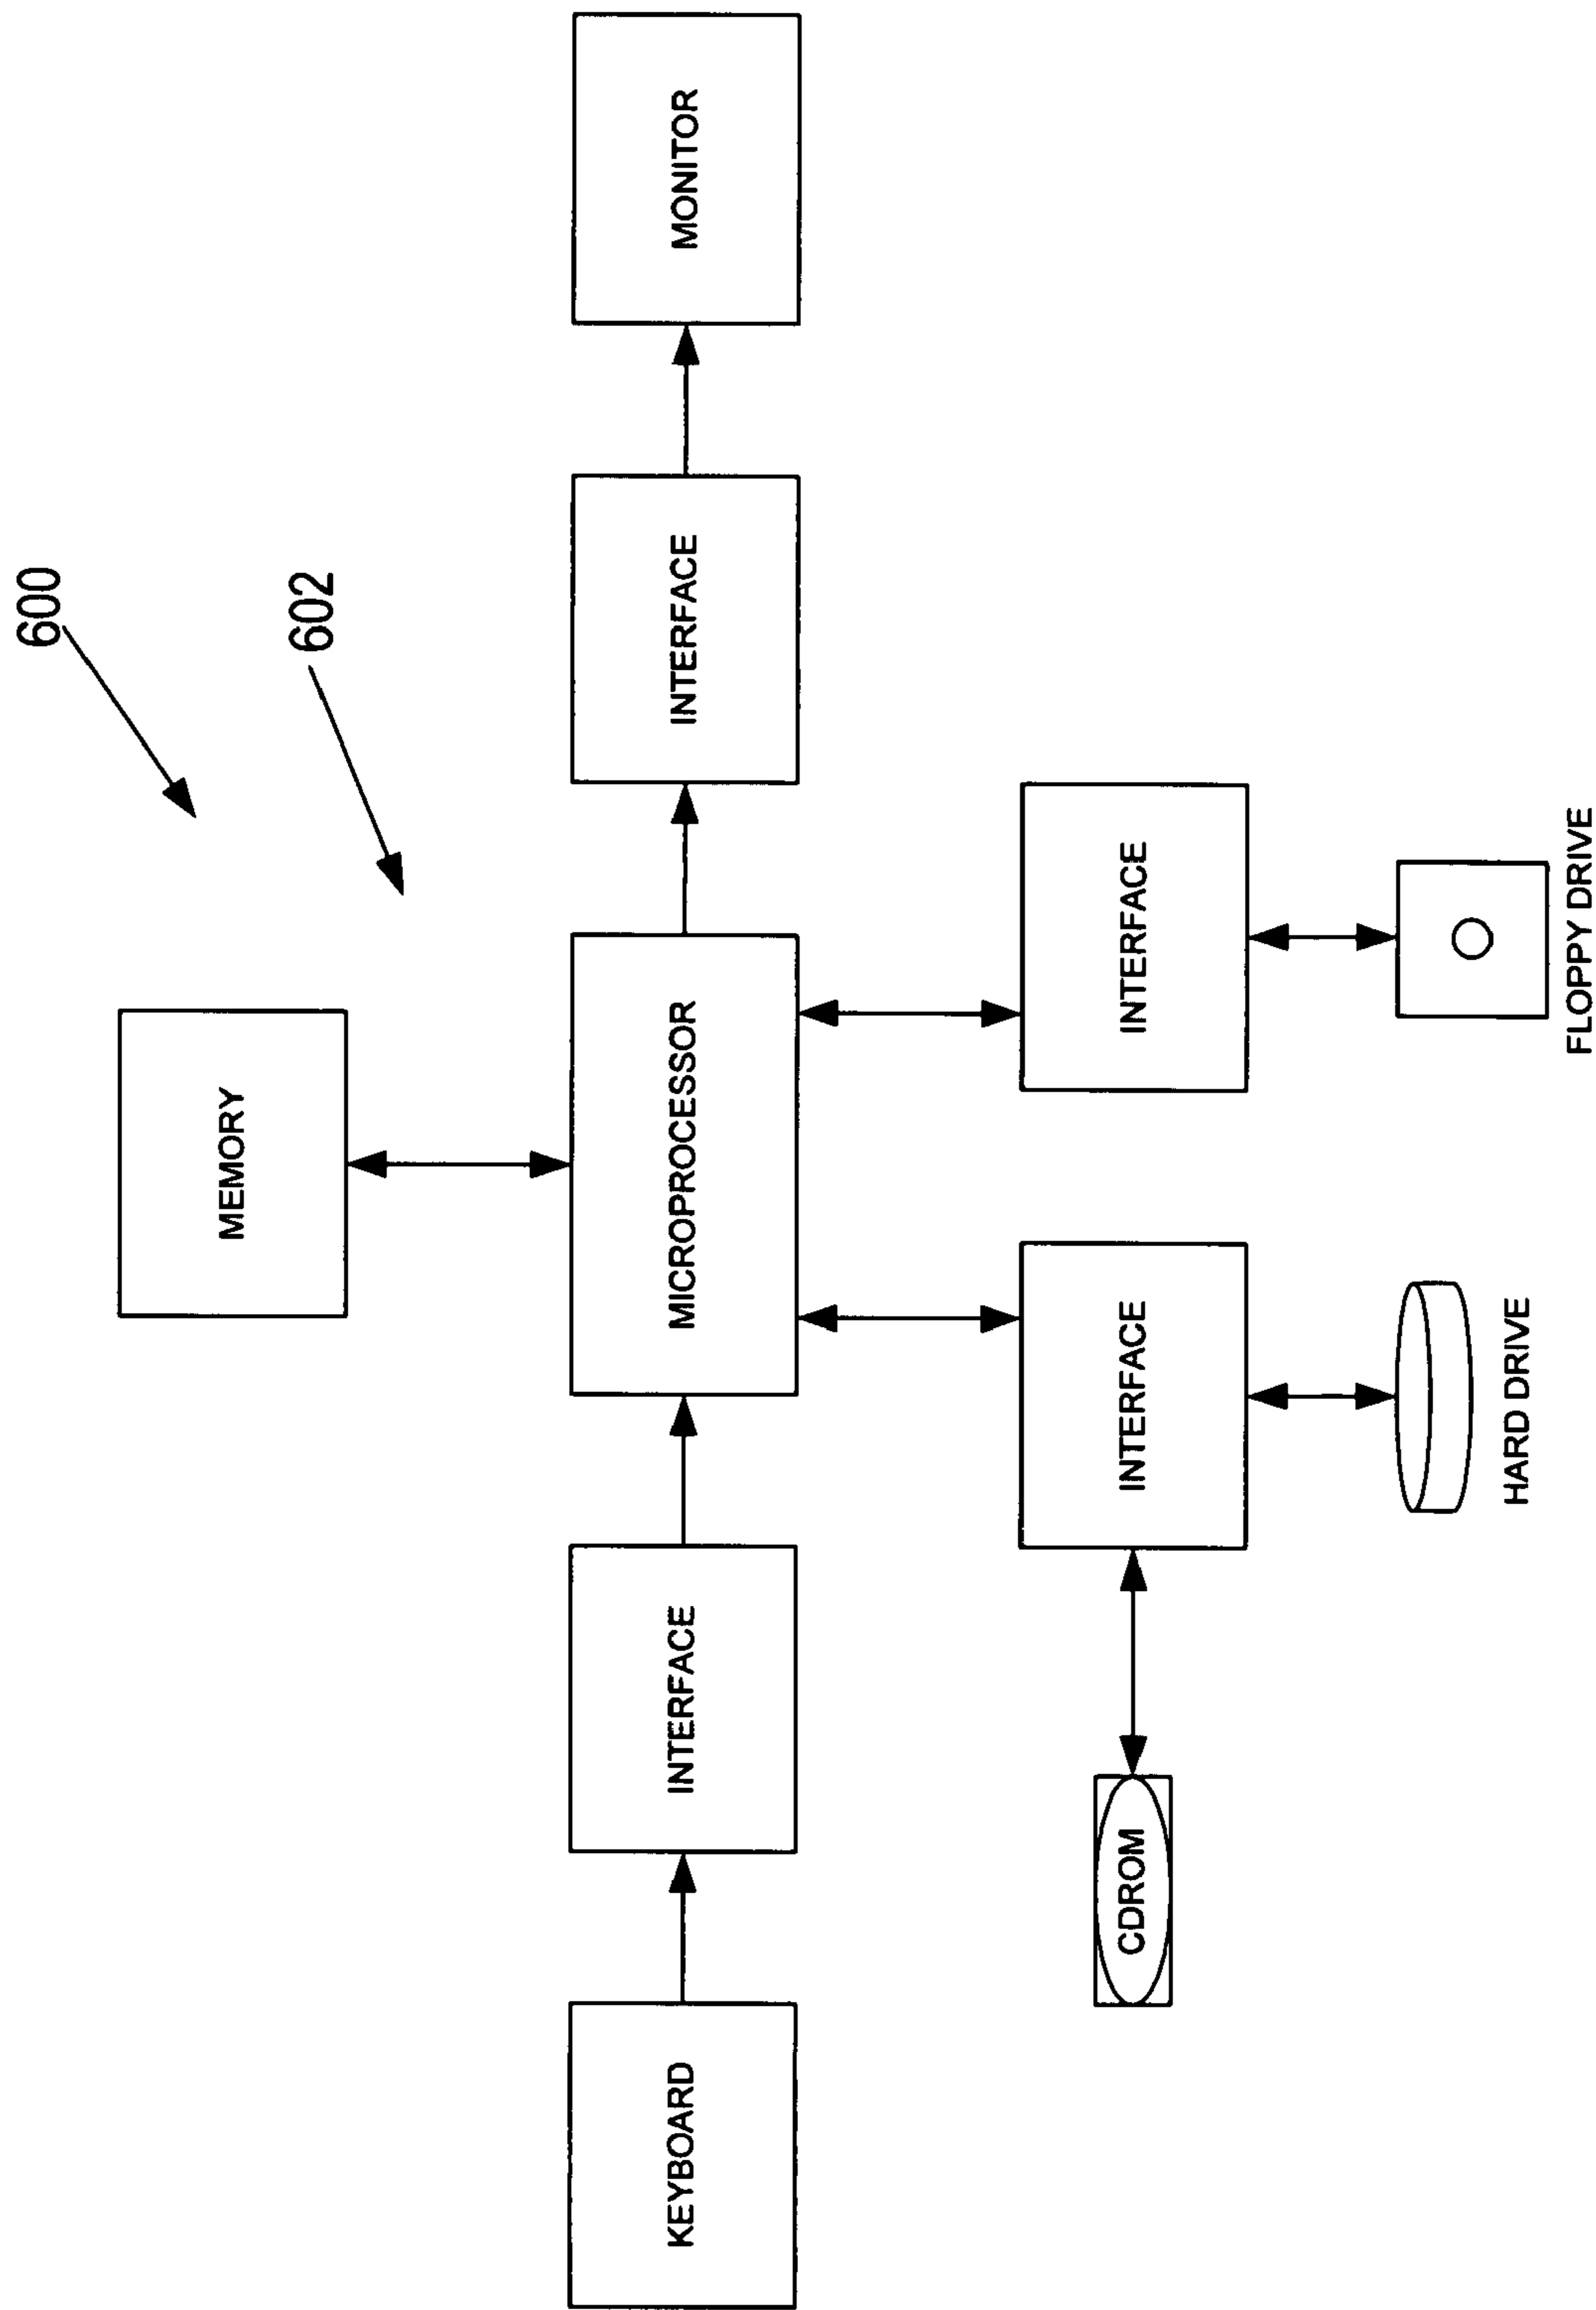 600
MEMORY
602
KEYBOARD
INTERFACE
MICROPROCESSOR
INTERFACE
MONITOR
CDROM
INTERFACE
INTERFACE
HARD DRIVE
FLOPPY DRIVE